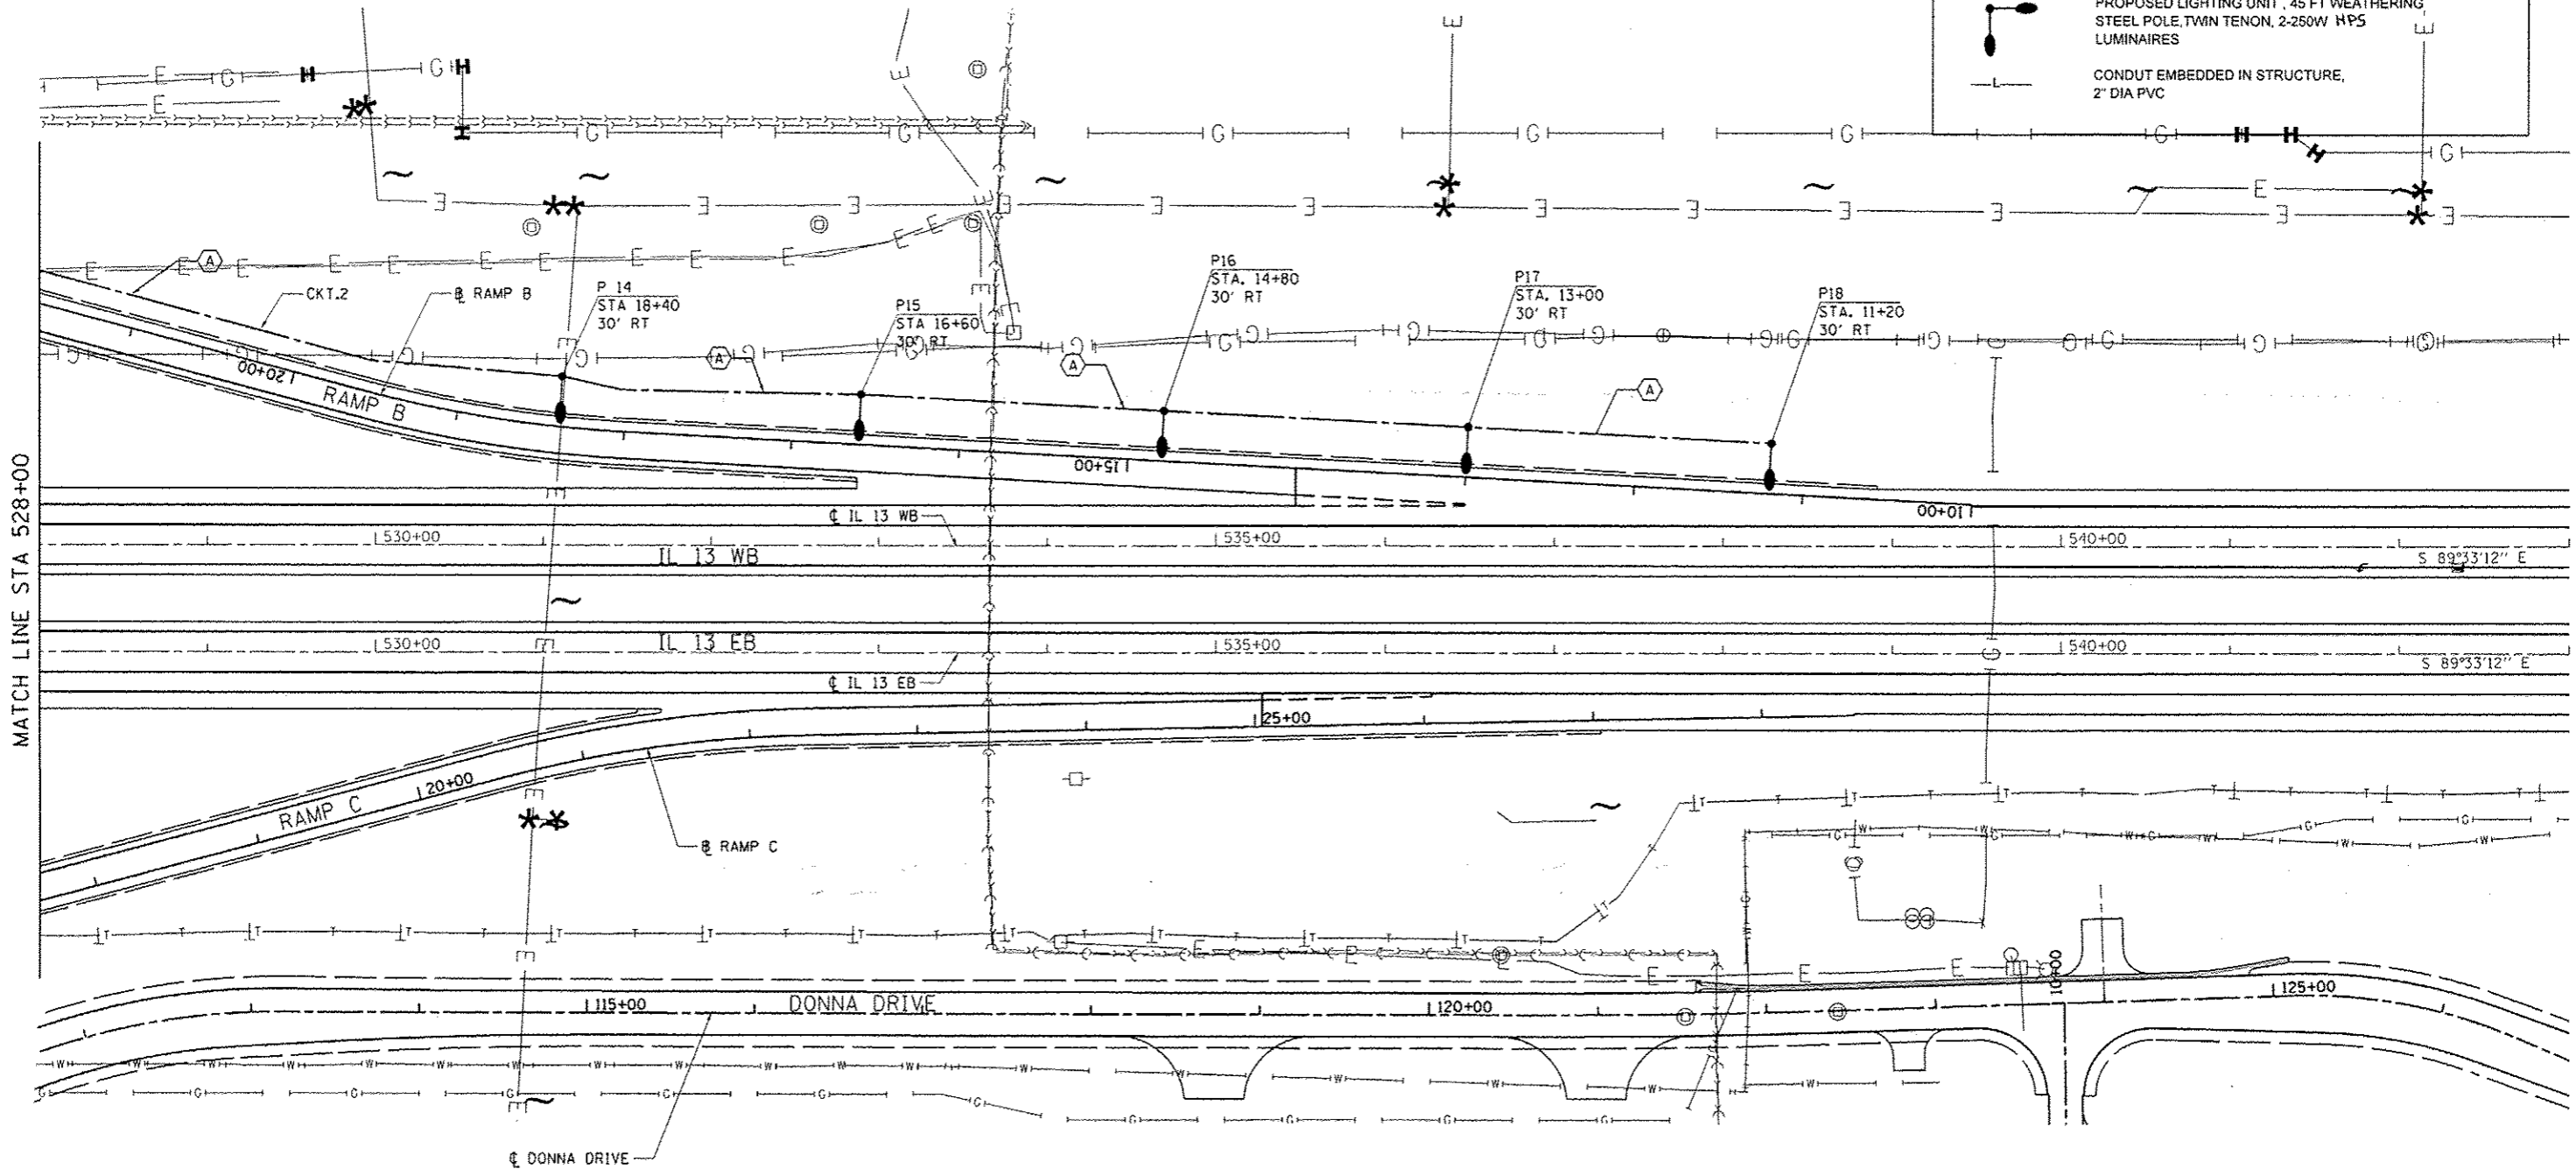 PROPOSED LIGHTING UNIT , 45 FT WEATHERING
STEEL POLE, TWIN TENON, 2-250W HPS
LUMINAIRES
L
CONDUT EMBEDDED IN STRUCTURE,
2" DIA PVC
A
CKT.2
℄ RAMP B
P 14
STA 18+40
30' RT
P15
STA 16+60
30' RT
P16
STA. 14+80
30' RT
P17
STA. 13+00
30' RT
P18
STA. 11+20
30' RT
A
A
A
120+00
RAMP B
115+00
110+00
MATCH LINE STA 528+00
℄ IL 13 WB
530+00
IL 13 WB
535+00
540+00
S 89°33'12" E
530+00
IL 13 EB
535+00
540+00
S 89°33'12" E
℄ IL 13 EB
25+00
20+00
RAMP C
℄ RAMP C
115+00
DONNA DRIVE
120+00
10+00
125+00
℄ DONNA DRIVE